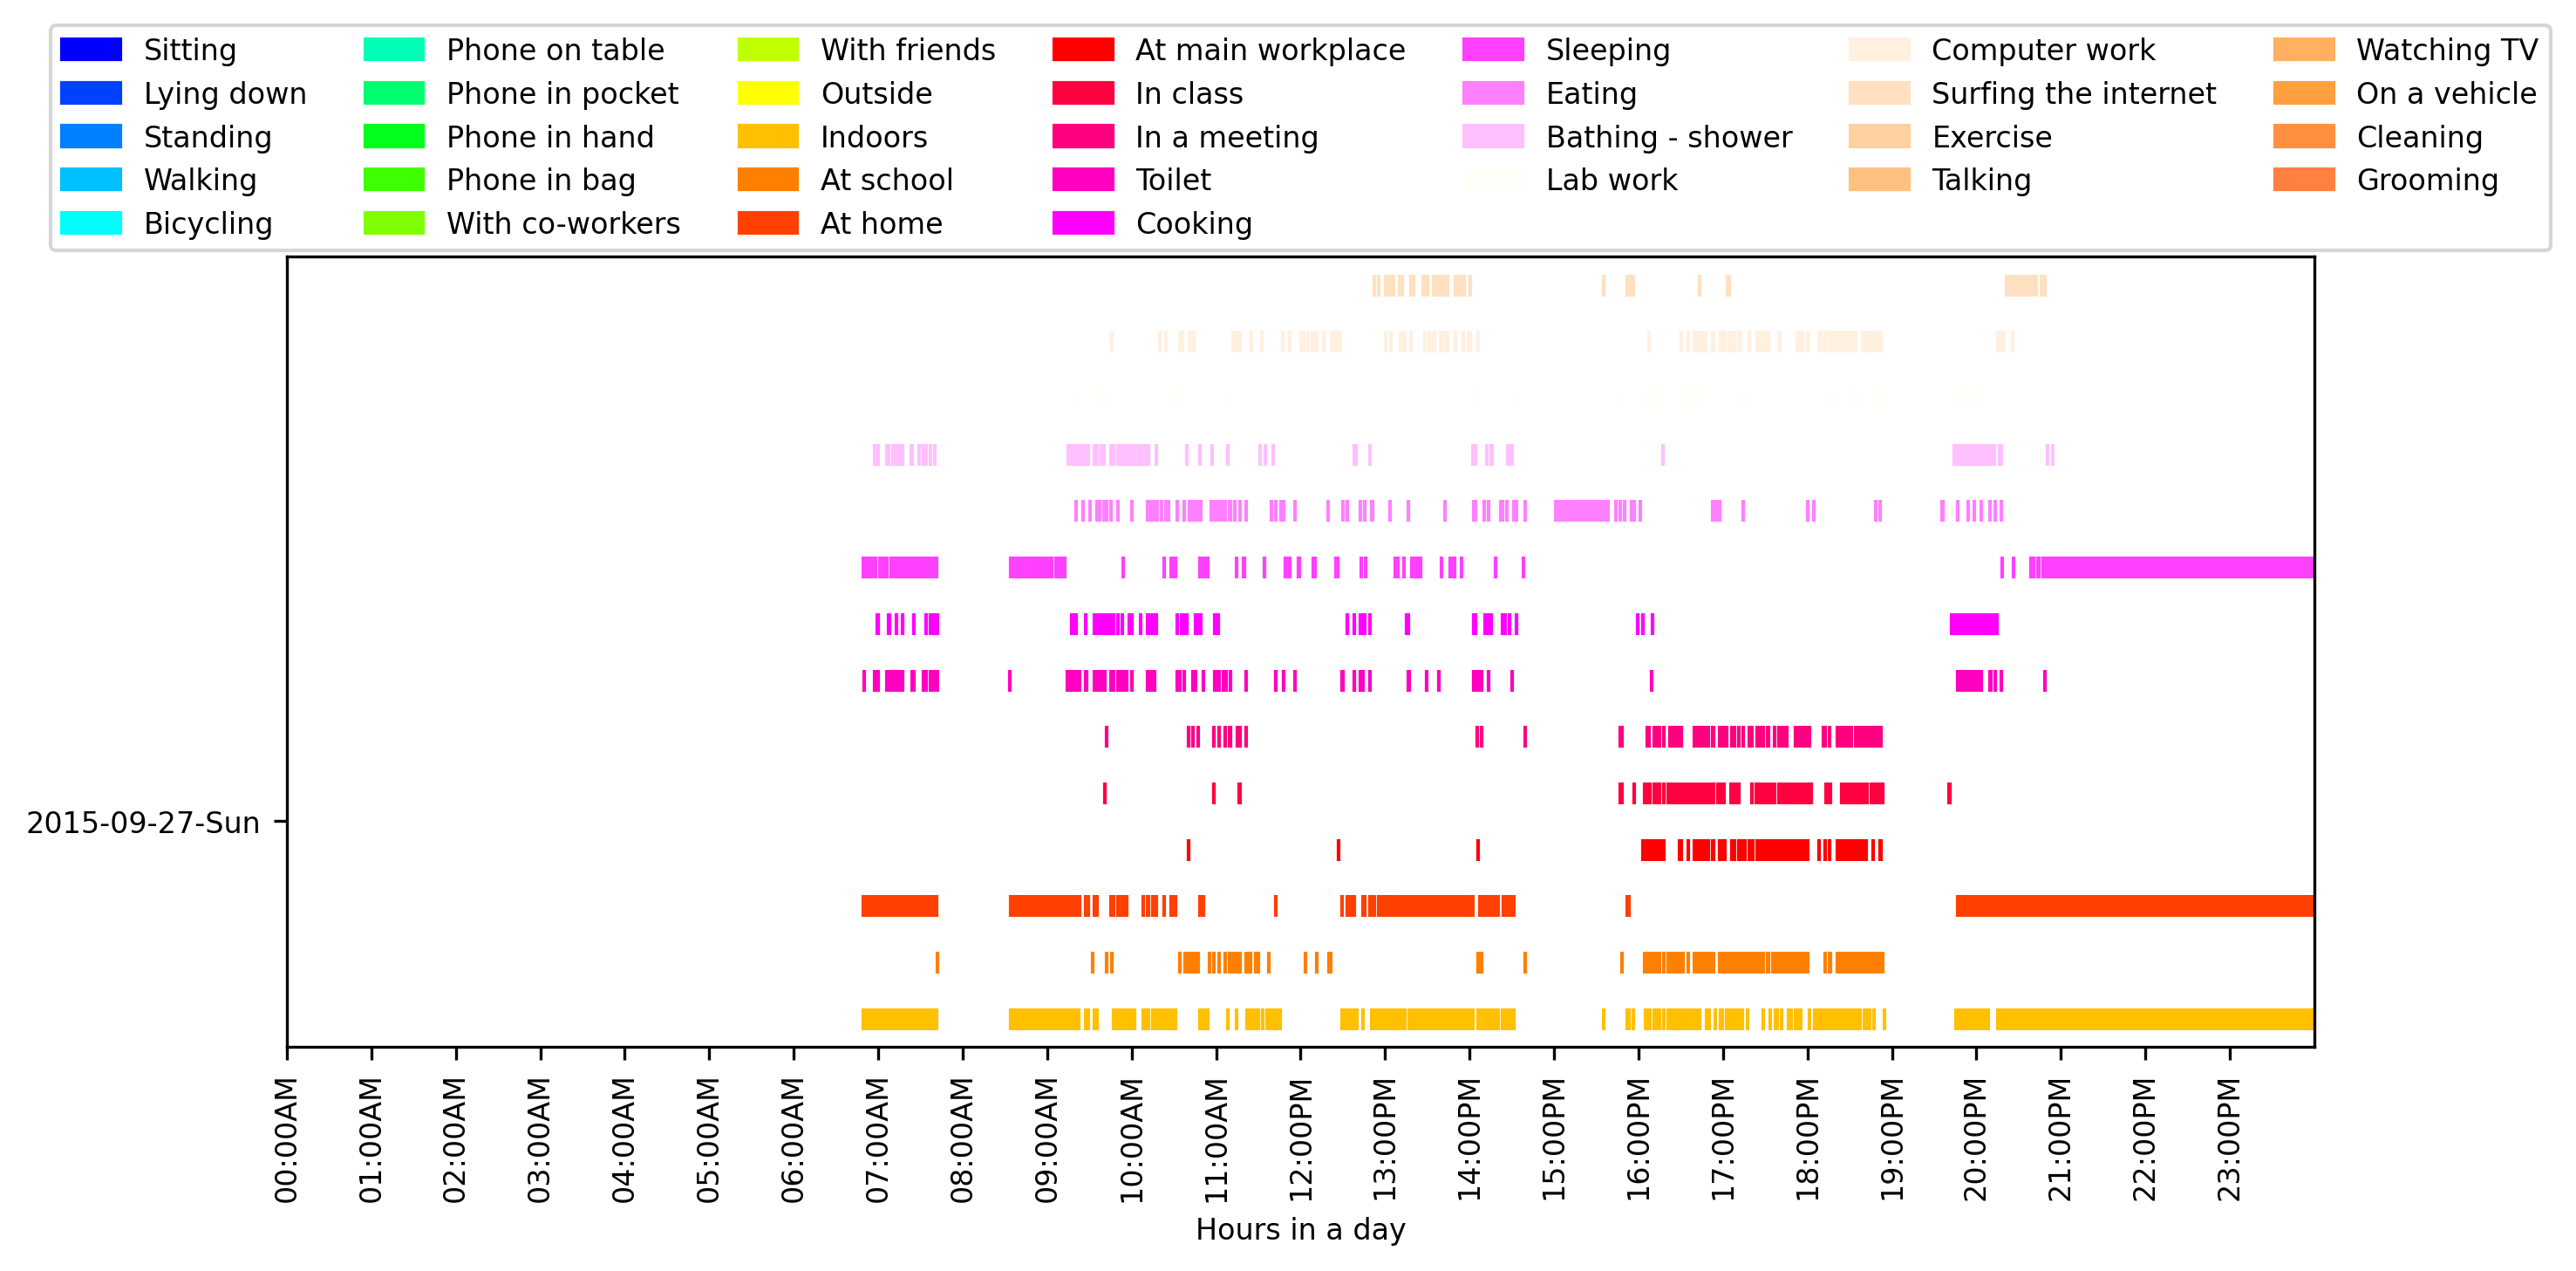 Sitting
Lying down
Standing
Walking
Bicycling
Phone on table
Phone in pocket
Phone in hand
Phone in bag
With co-workers
With friends
Outside
Indoors
At school
At home
At main workplace
In class
In a meeting
Toilet
Cooking
Sleeping
Eating
Bathing - shower
Lab work
Computer work
Surfing the internet
Exercise
Talking
Watching TV
On a vehicle
Cleaning
Grooming
2015-09-27-Sun
00:00AM
01:00AM
02:00AM
03:00AM
04:00AM
05:00AM
06:00AM
07:00AM
08:00AM
09:00AM
10:00AM
11:00AM
12:00PM
13:00PM
14:00PM
15:00PM
16:00PM
17:00PM
18:00PM
19:00PM
20:00PM
21:00PM
22:00PM
23:00PM
Hours in a day